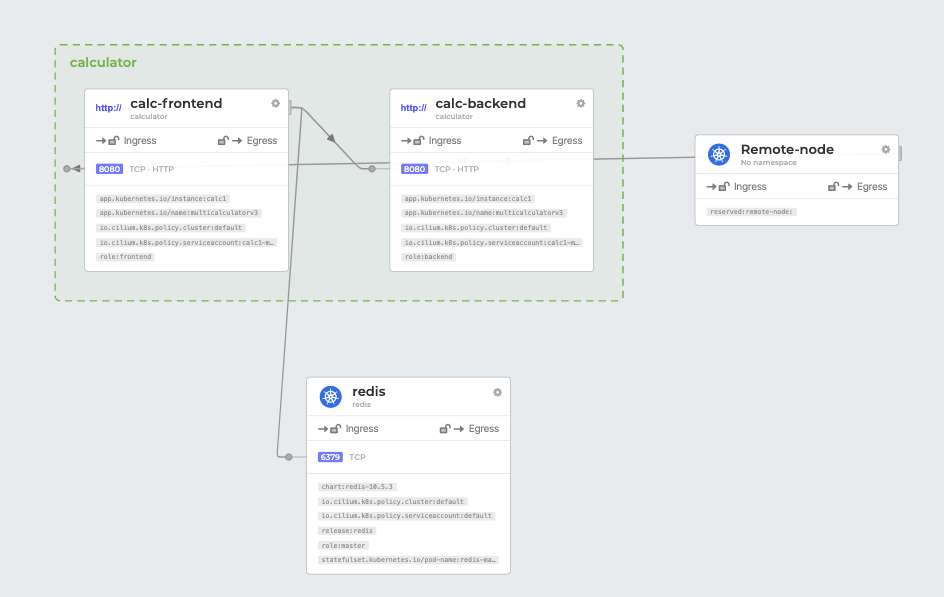 calculator
http:// calc-frontend
calculator
Ingress Egress
8080 TCP · HTTP
app.kubernetes.io/instance:calc1
app.kubernetes.io/name:multicalculatorv3
io.cilium.k8s.policy.cluster:default
io.cilium.k8s.policy.serviceaccount:calc1-m…
role:frontend
http:// calc-backend
calculator
Ingress Egress
8080 TCP · HTTP
app.kubernetes.io/instance:calc1
app.kubernetes.io/name:multicalculatorv3
io.cilium.k8s.policy.cluster:default
io.cilium.k8s.policy.serviceaccount:calc1-m…
role:backend
Remote-node
No namespace
Ingress Egress
reserved:remote-node:
redis
redis
Ingress Egress
6379 TCP
chart:redis-10.5.3
io.cilium.k8s.policy.cluster:default
io.cilium.k8s.policy.serviceaccount:default
release:redis
role:master
statefulset.kubernetes.io/pod-name:redis-ma…